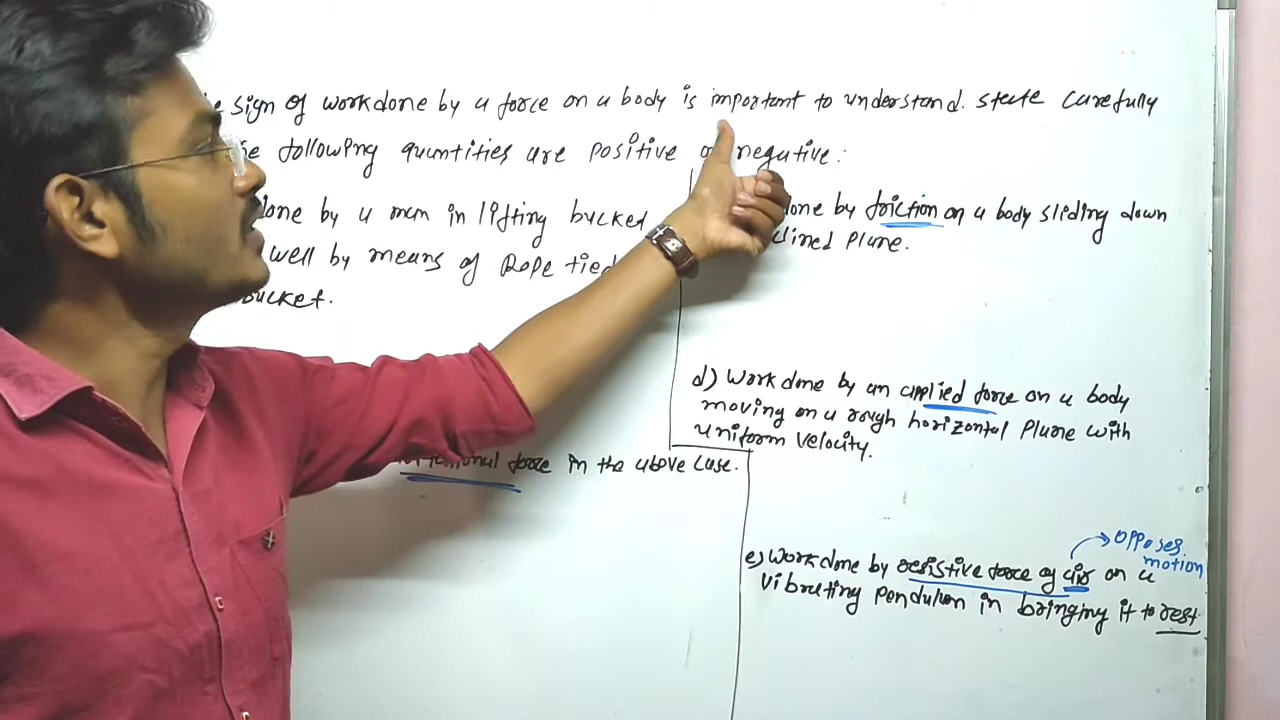 sign of workdone by a force on a body is important to understand. state carefully
following quantities are positive or negative:
done by a man in lifting bucket
well by means of Rope tied
bucket.
force in the above case.
done by friction on a body sliding down
plane.
d) work done by an applied force on a body
moving on a rough horizontal plane with
uniform velocity.
e) work done by resistive force of air on a
vibrating pendulum in bringing it to rest
opposes
motion